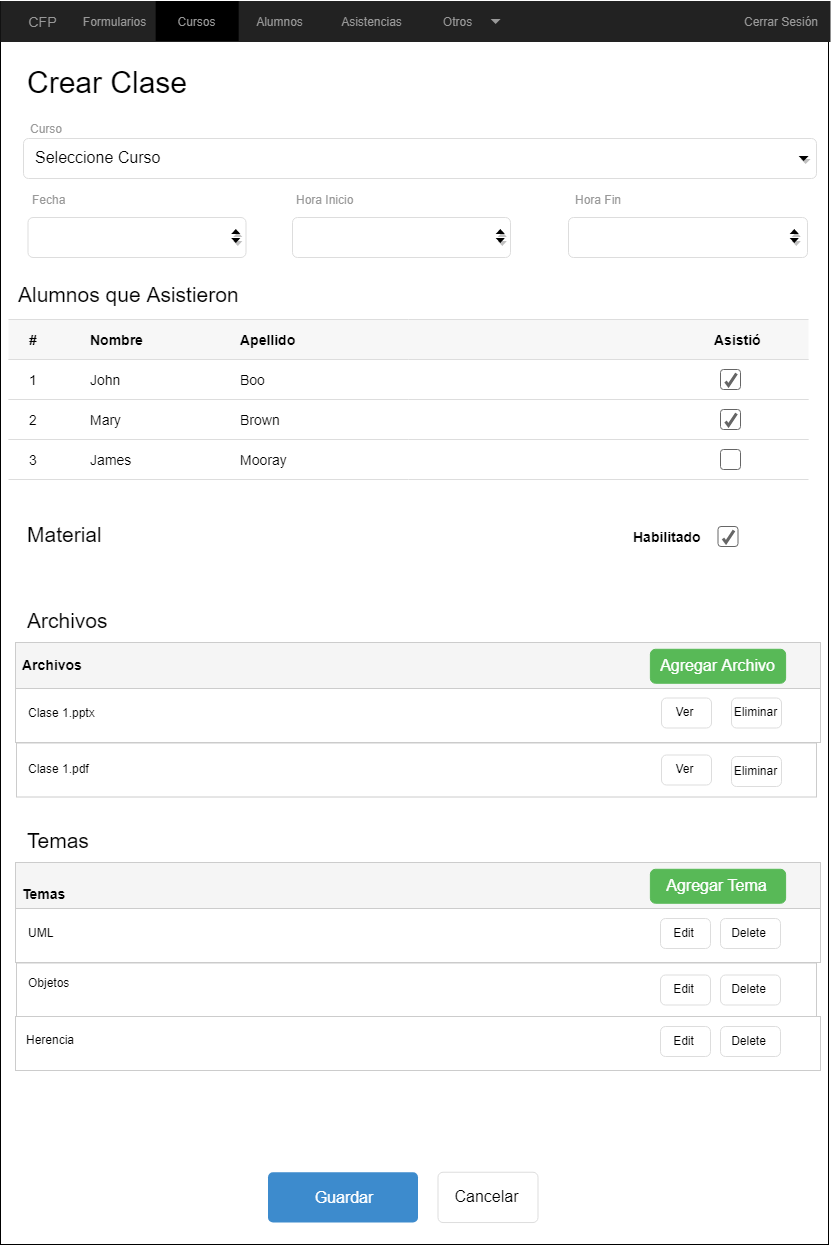 CFP Formularios Cursos Alumnos Asistencias Otros Cerrar Sesión
Crear Clase
Curso
Seleccione Curso
Fecha Hora Inicio Hora Fin
Alumnos que Asistieron
# Nombre Apellido Asistió
1 John Boo
2 Mary Brown
3 James Mooray
Material Habilitado
Archivos
Archivos Agregar Archivo
Clase 1.pptx Ver Eliminar
Clase 1.pdf Ver Eliminar
Temas
Temas Agregar Tema
UML Edit Delete
Objetos Edit Delete
Herencia Edit Delete
Guardar Cancelar